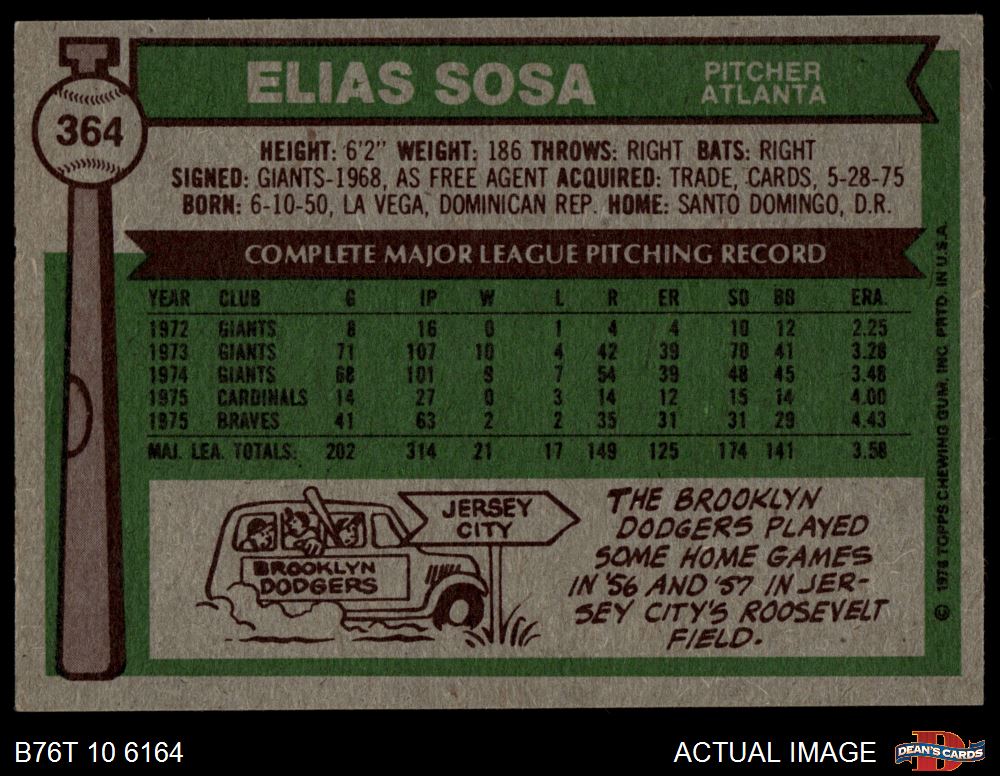 364
ELIAS SOSA
PITCHER
ATLANTA
HEIGHT: 6'2" WEIGHT: 186 THROWS: RIGHT BATS: RIGHT
SIGNED: GIANTS-1968, AS FREE AGENT ACQUIRED: TRADE, CARDS, 5-28-75
BORN: 6-10-50, LA VEGA, DOMINICAN REP. HOME: SANTO DOMINGO, D.R.
COMPLETE MAJOR LEAGUE PITCHING RECORD
YEAR CLUB G IP W L R ER SO BB ERA.
1972 GIANTS 8 16 0 1 4 4 10 12 2.25
1973 GIANTS 71 107 10 4 42 39 70 41 3.28
1974 GIANTS 68 101 9 7 54 39 48 45 3.48
1975 CARDINALS 14 27 0 3 14 12 15 14 4.00
1975 BRAVES 41 63 2 2 35 31 31 29 4.43
MAJ. LEA. TOTALS: 202 314 21 17 149 125 174 141 3.58
JERSEY
CITY
BROOKLYN
DODGERS
THE BROOKLYN
DODGERS PLAYED
SOME HOME GAMES
IN '56 AND '57 IN JER-
SEY CITY'S ROOSEVELT
FIELD.
© 1976 TOPPS CHEWING GUM, INC. PRTD. IN U.S.A.
B76T 10 6164
ACTUAL IMAGE
DEAN'S CARDS